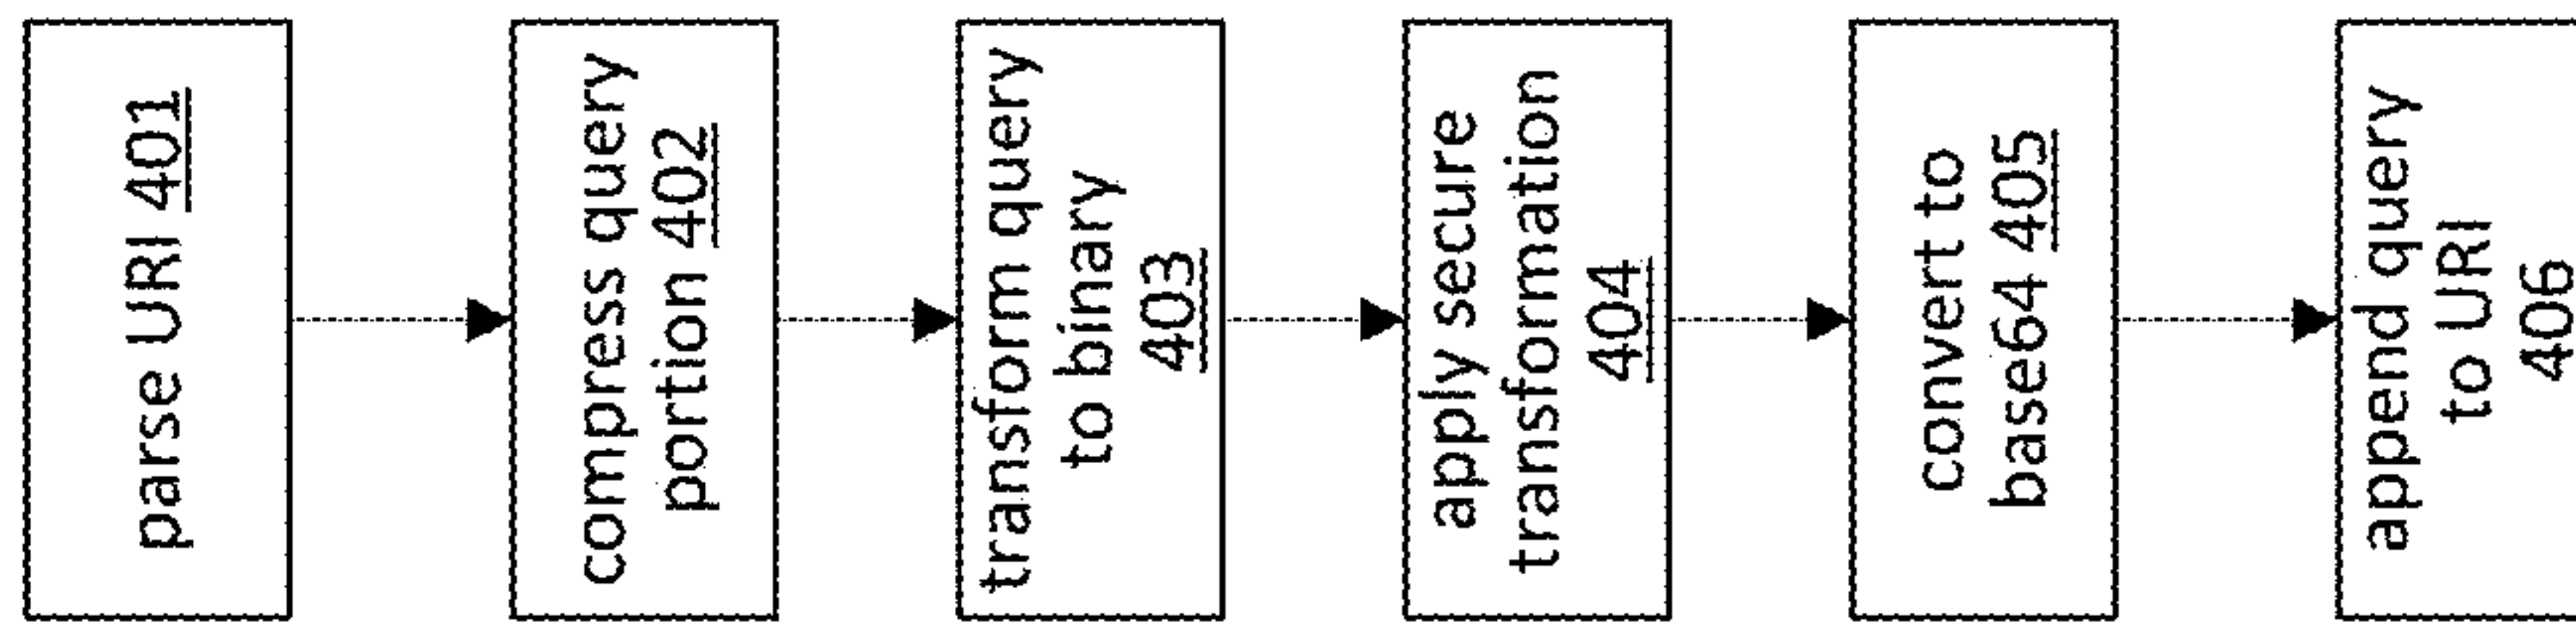 parse URI 401
compress query
portion 402
transform query
to binary
403
apply secure
transformation
404
convert to
base64 405
append query
to URI
406